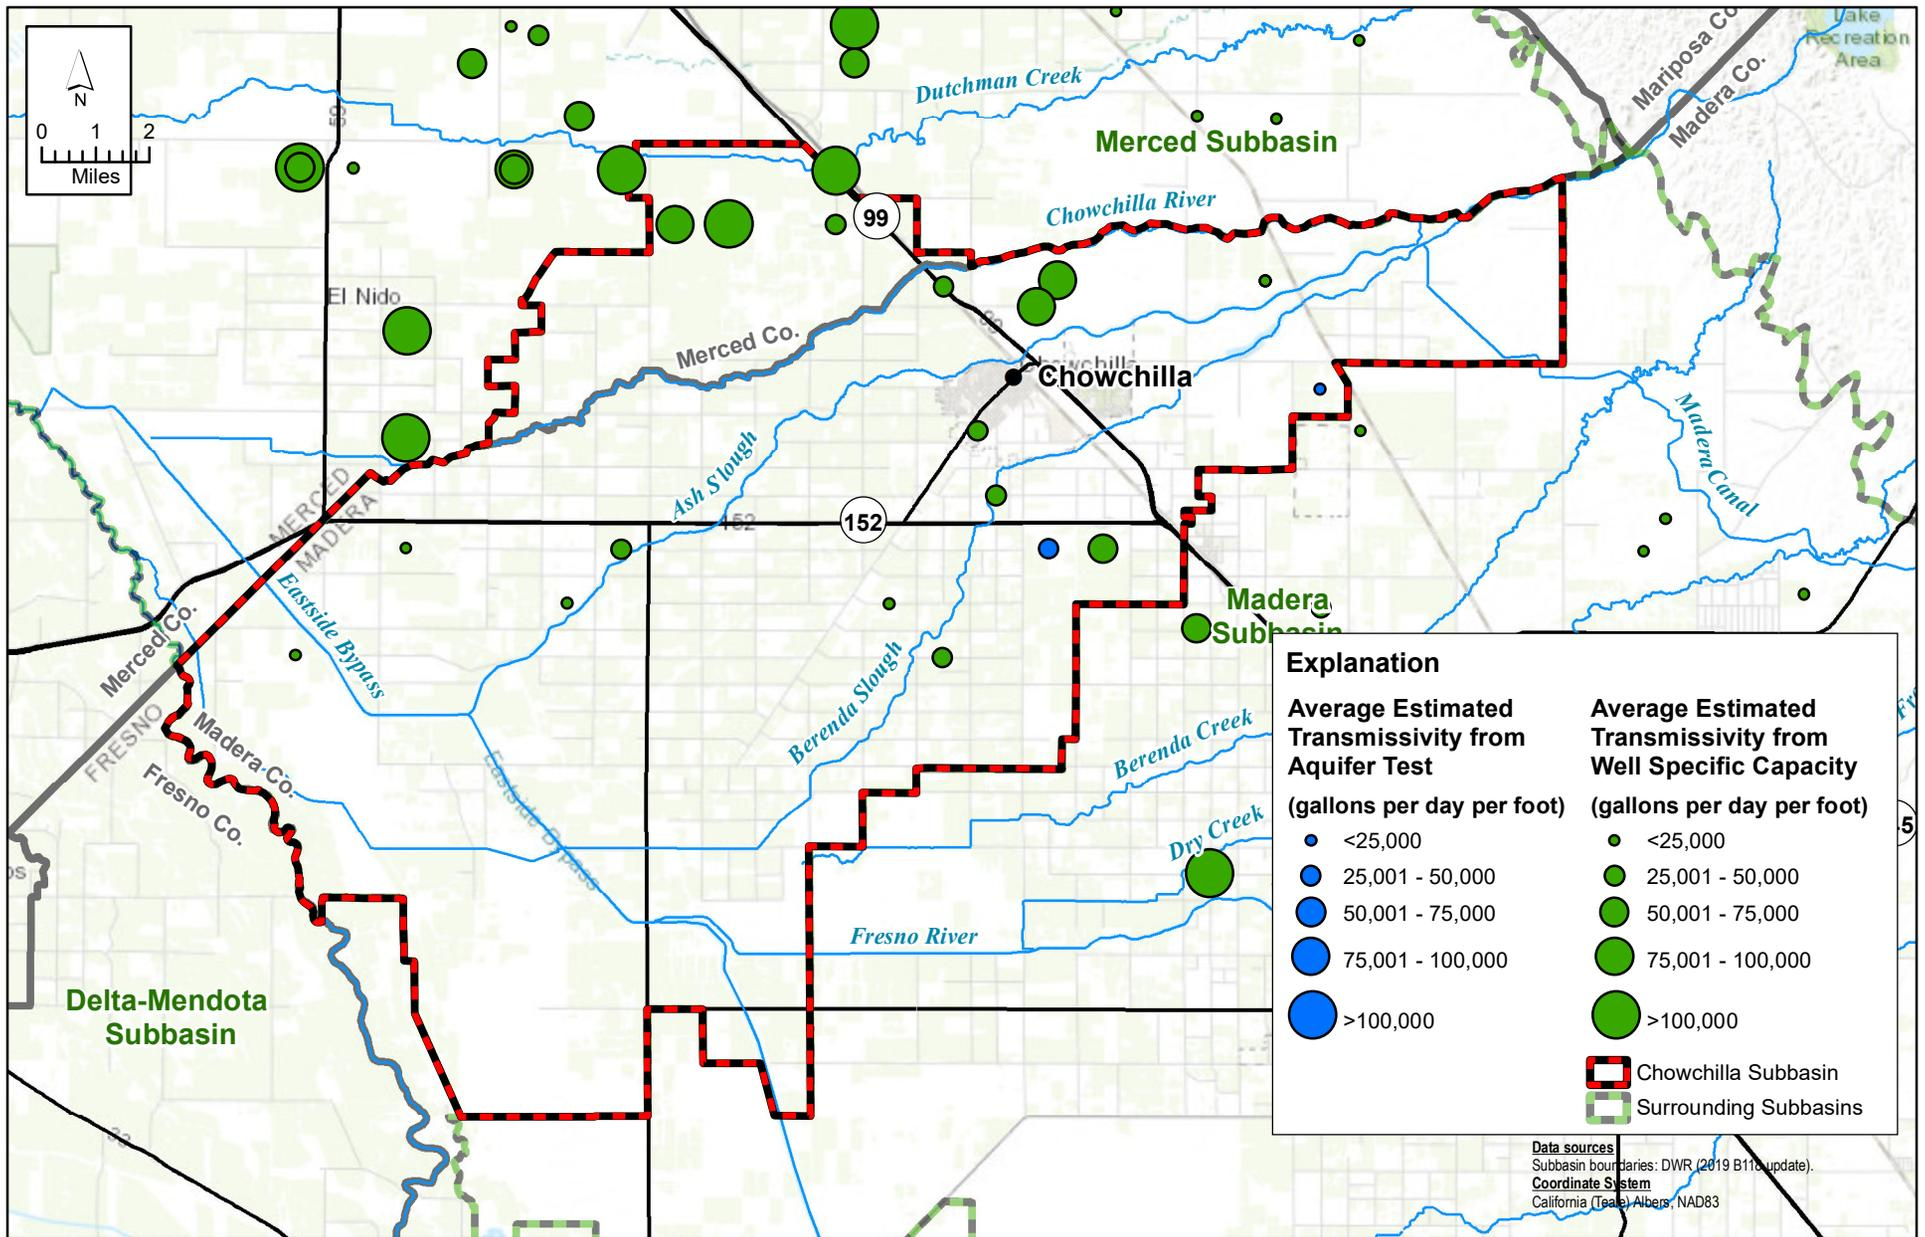 N
0 1 2
Miles
59
Dutchman Creek
Merced Subbasin
Mariposa Co.
Madera Co.
Lake
Recreation
Area
99
Chowchilla River
El Nido
Merced Co.
99
Chowchilla
Chowchilla
Ash Slough
MERCED
MADERA
152
152
Madera Canal
Eastside Bypass
Merced Co.
FRESNO
Madera Co.
Fresno Co.
Madera
Subbasin
Berenda Slough
Berenda Creek
Eastside Bypass
Dry Creek
Fresno River
Delta-Mendota
Subbasin
33
Explanation
Average Estimated
Transmissivity from
Aquifer Test
(gallons per day per foot)
<25,000
25,001 - 50,000
50,001 - 75,000
75,001 - 100,000
>100,000
Average Estimated
Transmissivity from
Well Specific Capacity
(gallons per day per foot)
<25,000
25,001 - 50,000
50,001 - 75,000
75,001 - 100,000
>100,000
Chowchilla Subbasin
Surrounding Subbasins
Data sources
Subbasin boundaries: DWR (2019 B118 update).
Coordinate System
California (Teale) Albers, NAD83